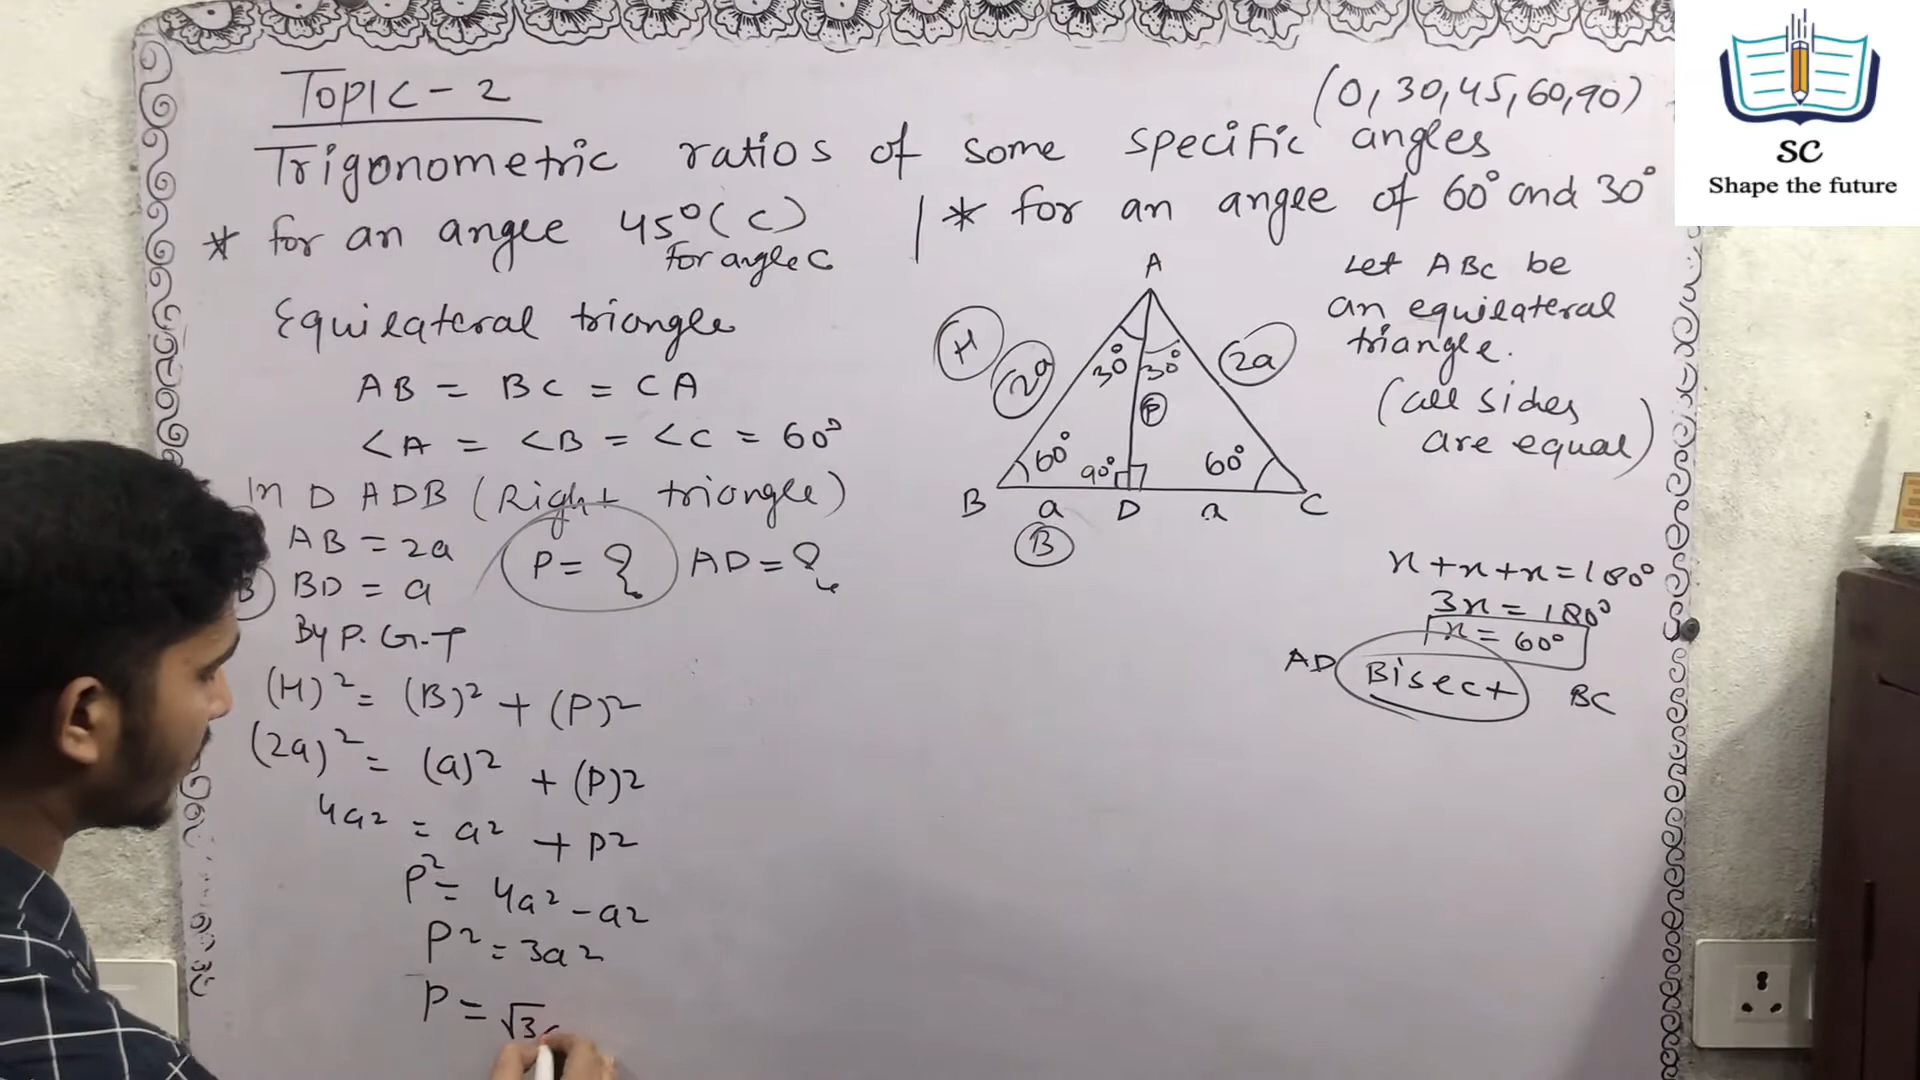 TOPIC-2
(0, 30, 45, 60, 90)
Trigonometric ratios of some specific angles
* for an angle 45° (C)
for angle C
Equilateral triangle
AB = BC = CA
<A = <B = <C = 60°
In D ADB (Right triangle)
AB = 2a
P = ? AD = ?
B BD = a
By P.G.T
(H)² = (B)² + (P)²
(2a)² = (a)² + (P)²
4a² = a² + P²
P² = 4a² - a²
P² = 3a²
P = √3
* for an angle of 60° and 30°
A
H
2a
30° 30°
2a
P
60° 90° 60°
B a D a C
B
Let ABC be
an equilateral
triangle.
(all sides
are equal)
x + x + x = 180°
3x = 180°
x = 60°
AD Bisect BC
SC
Shape the future